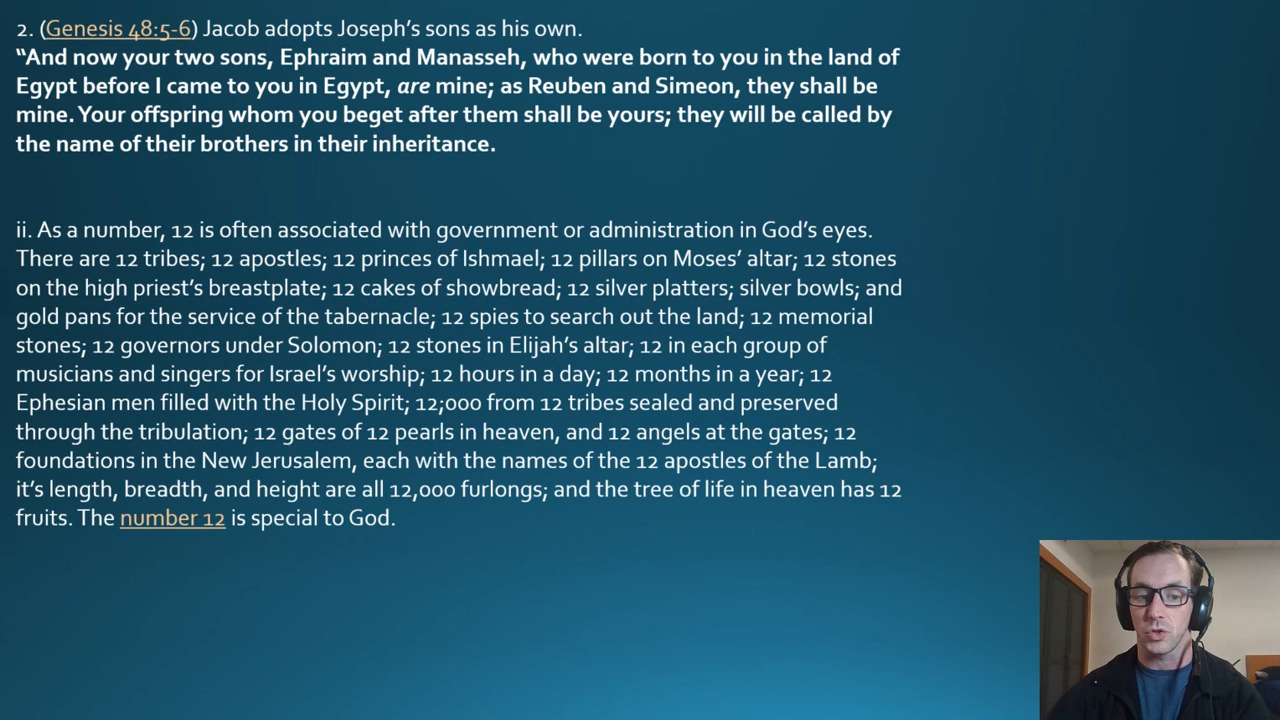 2. (Genesis 48:5-6) Jacob adopts Joseph’s sons as his own.
“And now your two sons, Ephraim and Manasseh, who were born to you in the land of
Egypt before I came to you in Egypt, are mine; as Reuben and Simeon, they shall be
mine. Your offspring whom you beget after them shall be yours; they will be called by
the name of their brothers in their inheritance.
ii. As a number, 12 is often associated with government or administration in God’s eyes.
There are 12 tribes; 12 apostles; 12 princes of Ishmael; 12 pillars on Moses’ altar; 12 stones
on the high priest’s breastplate; 12 cakes of showbread; 12 silver platters; silver bowls; and
gold pans for the service of the tabernacle; 12 spies to search out the land; 12 memorial
stones; 12 governors under Solomon; 12 stones in Elijah’s altar; 12 in each group of
musicians and singers for Israel’s worship; 12 hours in a day; 12 months in a year; 12
Ephesian men filled with the Holy Spirit; 12;000 from 12 tribes sealed and preserved
through the tribulation; 12 gates of 12 pearls in heaven, and 12 angels at the gates; 12
foundations in the New Jerusalem, each with the names of the 12 apostles of the Lamb;
it’s length, breadth, and height are all 12,000 furlongs; and the tree of life in heaven has 12
fruits. The number 12 is special to God.